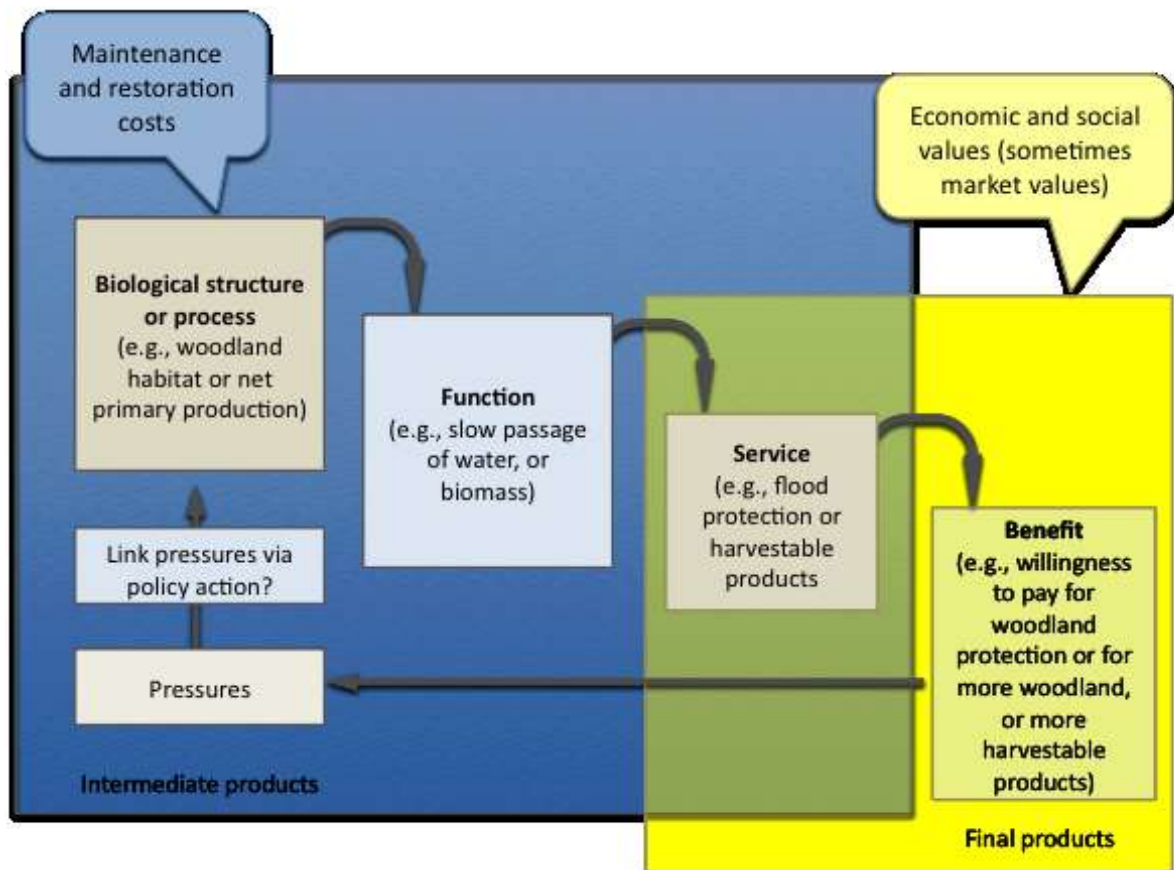 Maintenance
and restoration
costs
Economic and social
values (sometimes
market values)
Biological structure
or process
(e.g., woodland
habitat or net
primary production)
Function
(e.g., slow passage
of water, or
biomass)
Service
(e.g., flood
protection or
harvestable
products
Benefit
(e.g., willingness
to pay for
woodland
protection or for
more woodland,
or more
harvestable
products)
Link pressures via
policy action?
Pressures
Intermediate products
Final products